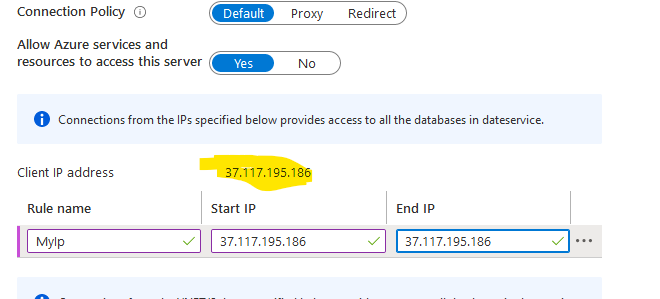 Connection Policy Default Proxy Redirect
Allow Azure services and
resources to access this server Yes No
Connections from the IPs specified below provides access to all the databases in dateservice.
Client IP address 37.117.195.186
Rule name Start IP End IP
MyIp 37.117.195.186 37.117.195.186